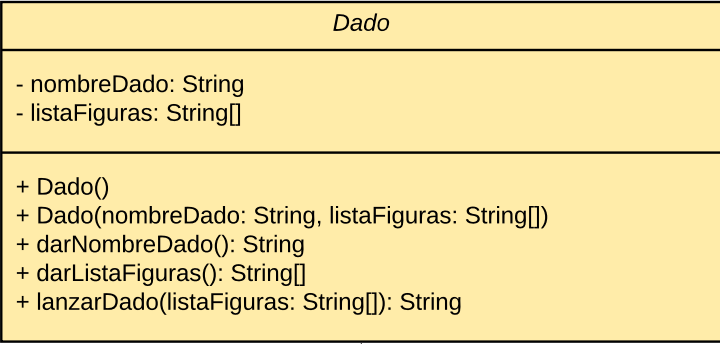 Dado
- nombreDado: String
- listaFiguras: String[]
+ Dado()
+ Dado(nombreDado: String, listaFiguras: String[])
+ darNombreDado(): String
+ darListaFiguras(): String[]
+ lanzarDado(listaFiguras: String[]): String